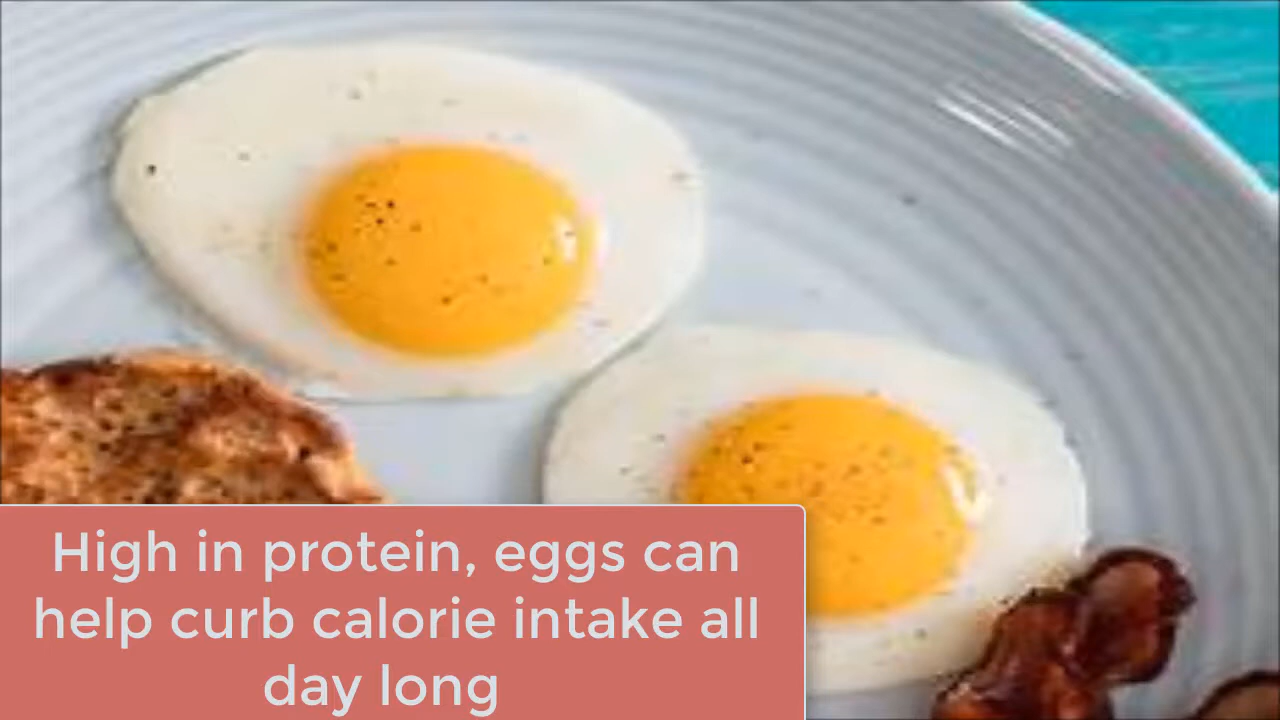 High in protein, eggs can
help curb calorie intake all
day long